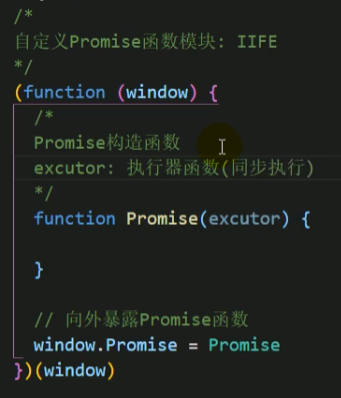 /*
自定义Promise函数模块: IIFE
*/
(function (window) {
/*
Promise构造函数
excutor: 执行器函数(同步执行)
*/
function Promise(excutor) {
}
// 向外暴露Promise函数
window.Promise = Promise
})(window)